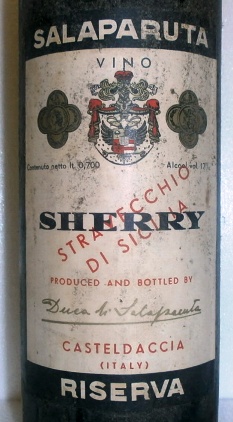 SALAPARUTA
VINO
Contenuto netto lt. 0,700
Alcool vol. 17%
STRAVECCHIO
SHERRY
DI SICILIA
PRODUCED AND BOTTLED BY
Duca di Salaparuta
CASTELDACCIA
(ITALY)
RISERVA